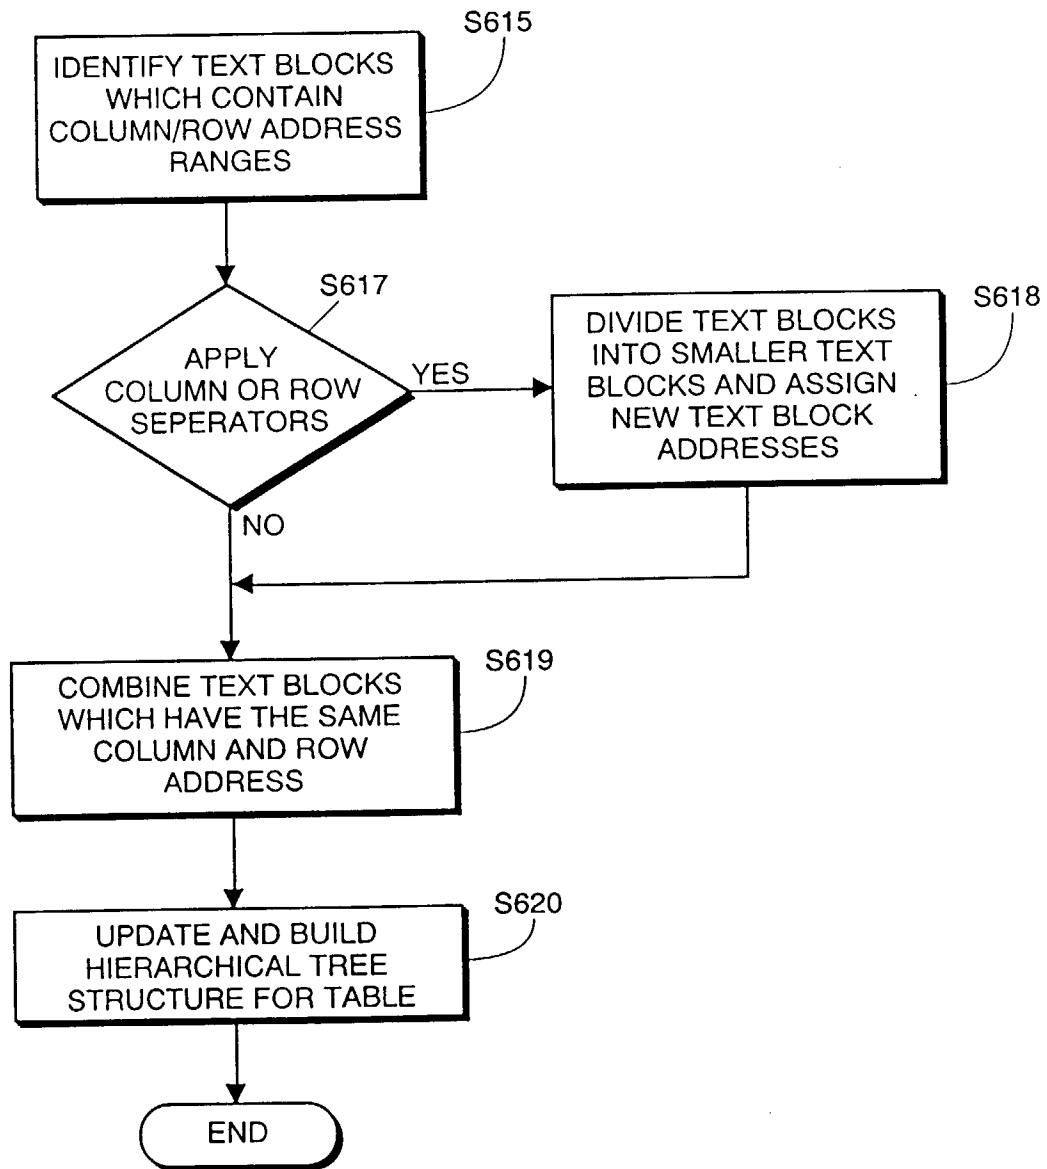 S615
IDENTIFY TEXT BLOCKS
WHICH CONTAIN
COLUMN/ROW ADDRESS
RANGES
S617
APPLY
COLUMN OR ROW
SEPERATORS
YES
NO
S618
DIVIDE TEXT BLOCKS
INTO SMALLER TEXT
BLOCKS AND ASSIGN
NEW TEXT BLOCK
ADDRESSES
S619
COMBINE TEXT BLOCKS
WHICH HAVE THE SAME
COLUMN AND ROW
ADDRESS
S620
UPDATE AND BUILD
HIERARCHICAL TREE
STRUCTURE FOR TABLE
END